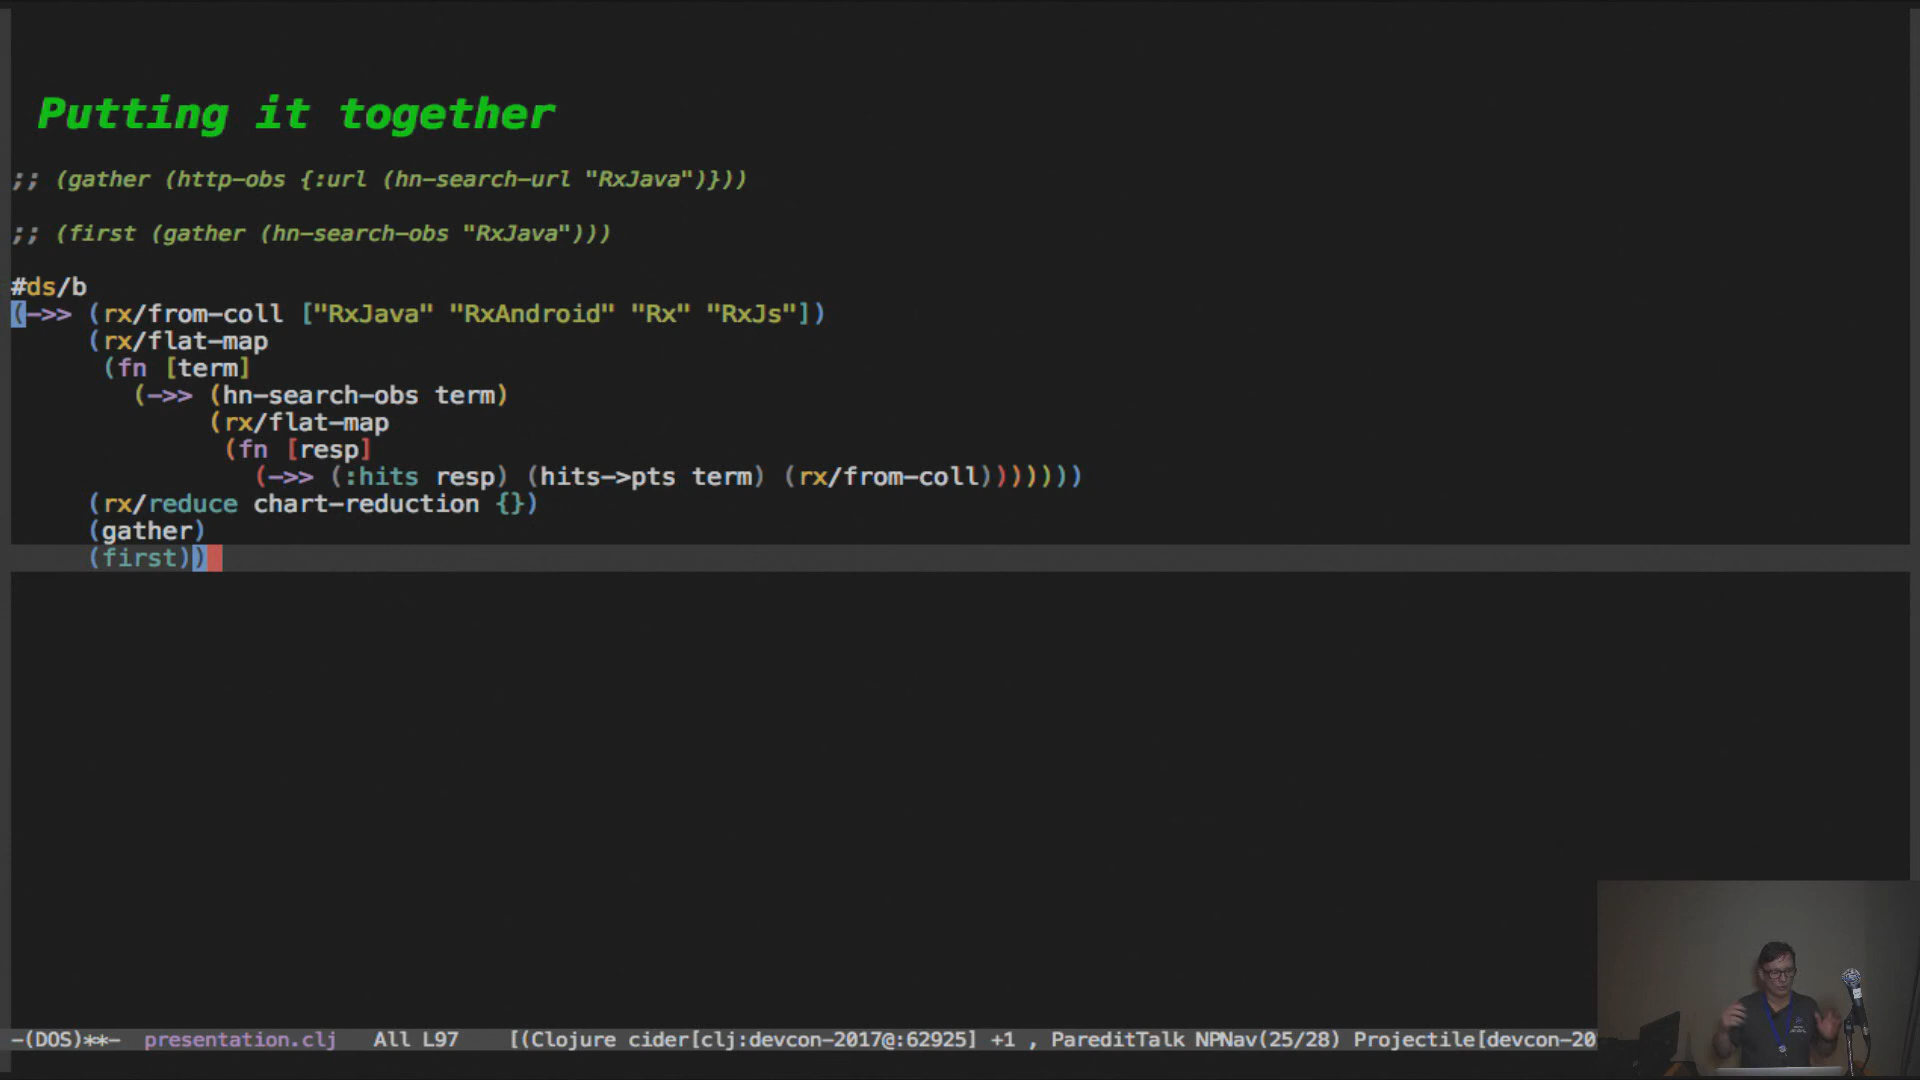 Putting it together
;; (gather (http-obs {:url (hn-search-url "RxJava")}))
;; (first (gather (hn-search-obs "RxJava")))
#ds/b
(->> (rx/from-coll ["RxJava" "RxAndroid" "Rx" "RxJs"])
(rx/flat-map
(fn [term]
(->> (hn-search-obs term)
(rx/flat-map
(fn [resp]
(->> (:hits resp) (hits->pts term) (rx/from-coll)))))))
(rx/reduce chart-reduction {})
(gather)
(first))
-(DOS)**- presentation.clj All L97 [(Clojure cider[clj:devcon-2017@:62925] +1 , PareditTalk NPNav(25/28) Projectile[devcon-20